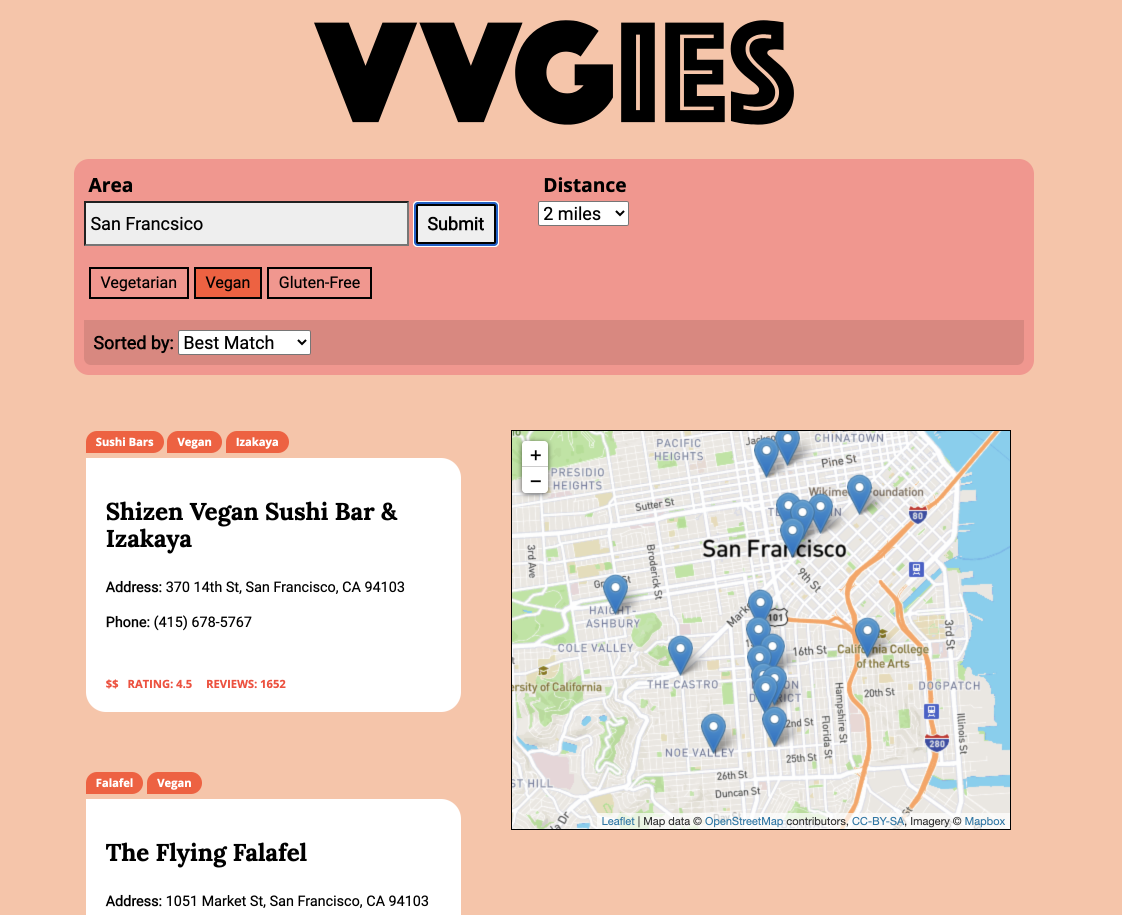 VVGIES
Area
Distance
San Francsico
Submit
2 miles
Vegetarian
Vegan
Gluten-Free
Sorted by: Best Match
Sushi Bars
Vegan
Izakaya
Shizen Vegan Sushi Bar &
Izakaya
Address: 370 14th St, San Francisco, CA 94103
Phone: (415) 678-5767
$$ RATING: 4.5 REVIEWS: 1652
Falafel
Vegan
The Flying Falafel
Address: 1051 Market St, San Francisco, CA 94103
+
−
PACIFIC
HEIGHTS
CHINATOWN
PRESIDIO
HEIGHTS
Pine St
Sutter St
80
San Francisco
3rd Ave
Broderick St
9th St
HAIGHT-
ASHBURY
101
COLE VALLEY
16th St
California College
of the Arts
3rd St
ersity of California
THE CASTRO
20th St
DOGPATCH
Hampshire St
Florida St
Illinois St
2nd St
280
NOE VALLEY
25th St
26th St
ST HILL
Duncan St
Leaflet | Map data © OpenStreetMap contributors, CC-BY-SA, Imagery © Mapbox